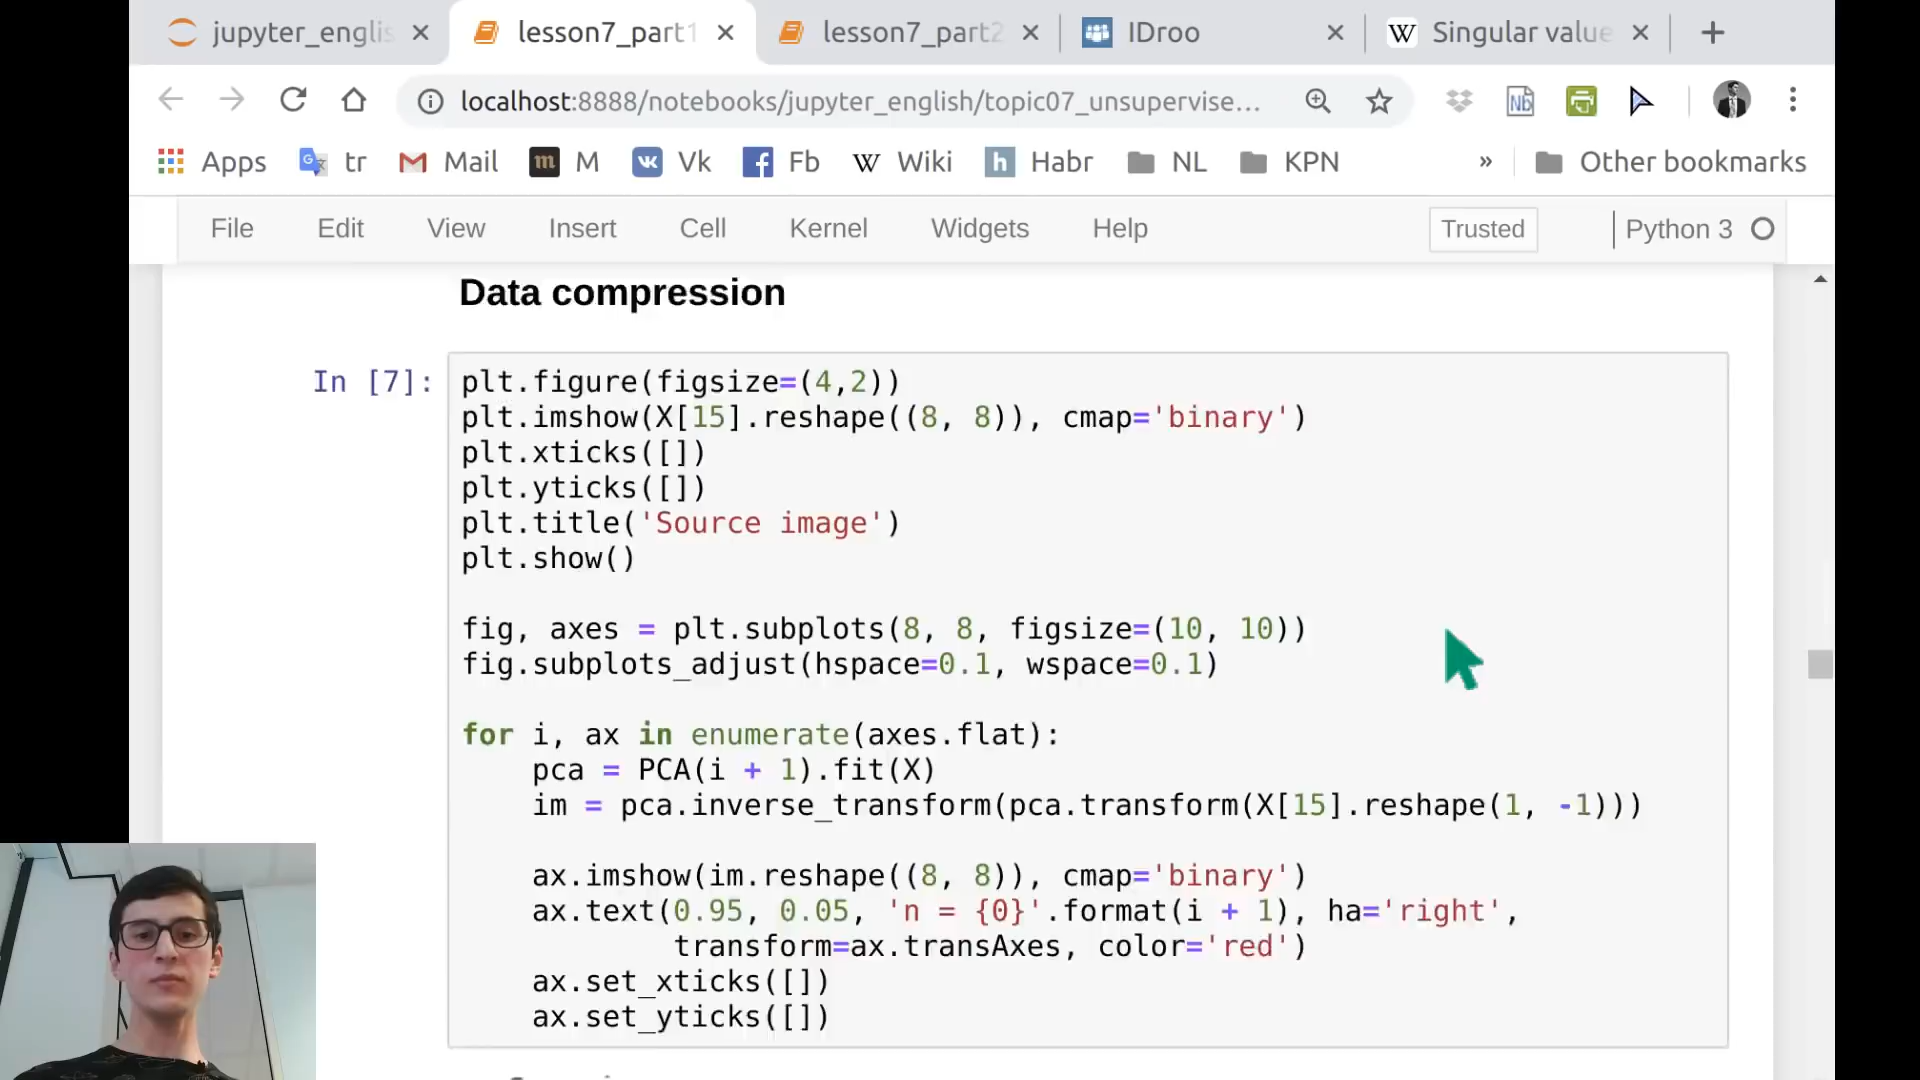 jupyter_englis
lesson7_part1
lesson7_part2
IDroo
W Singular value
localhost:8888/notebooks/jupyter_english/topic07_unsupervise...
Nb
Apps
tr
Mail
m M
Vk
f Fb
W Wiki
h Habr
NL
KPN
»
Other bookmarks
File Edit View Insert Cell Kernel Widgets Help
Trusted
Python 3
Data compression
In [7]:
plt.figure(figsize=(4,2))
plt.imshow(X[15].reshape((8, 8)), cmap='binary')
plt.xticks([])
plt.yticks([])
plt.title('Source image')
plt.show()
fig, axes = plt.subplots(8, 8, figsize=(10, 10))
fig.subplots_adjust(hspace=0.1, wspace=0.1)
for i, ax in enumerate(axes.flat):
    pca = PCA(i + 1).fit(X)
    im = pca.inverse_transform(pca.transform(X[15].reshape(1, -1)))
    ax.imshow(im.reshape((8, 8)), cmap='binary')
    ax.text(0.95, 0.05, 'n = {0}'.format(i + 1), ha='right',
            transform=ax.transAxes, color='red')
    ax.set_xticks([])
    ax.set_yticks([])